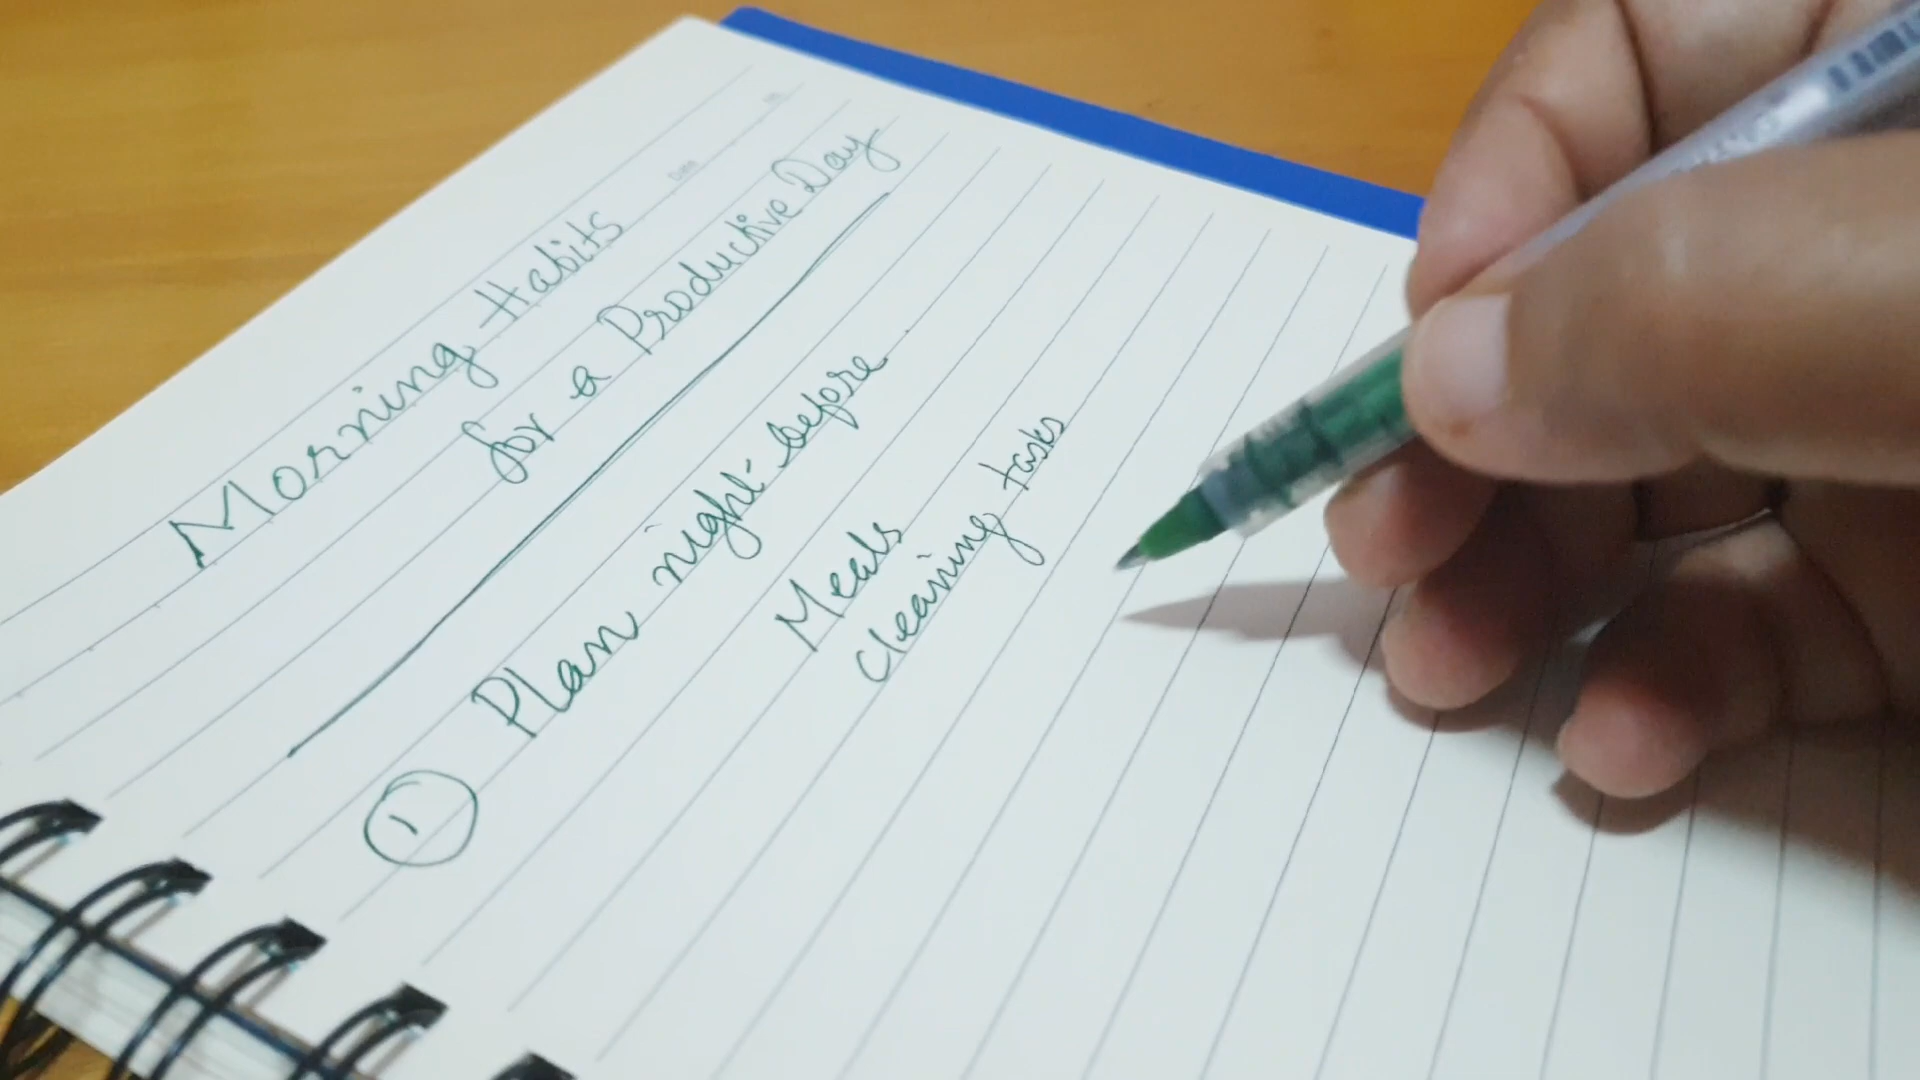 Morning Habits
for a Productive Day
1 Plan night before
Meals
cleaning tasks